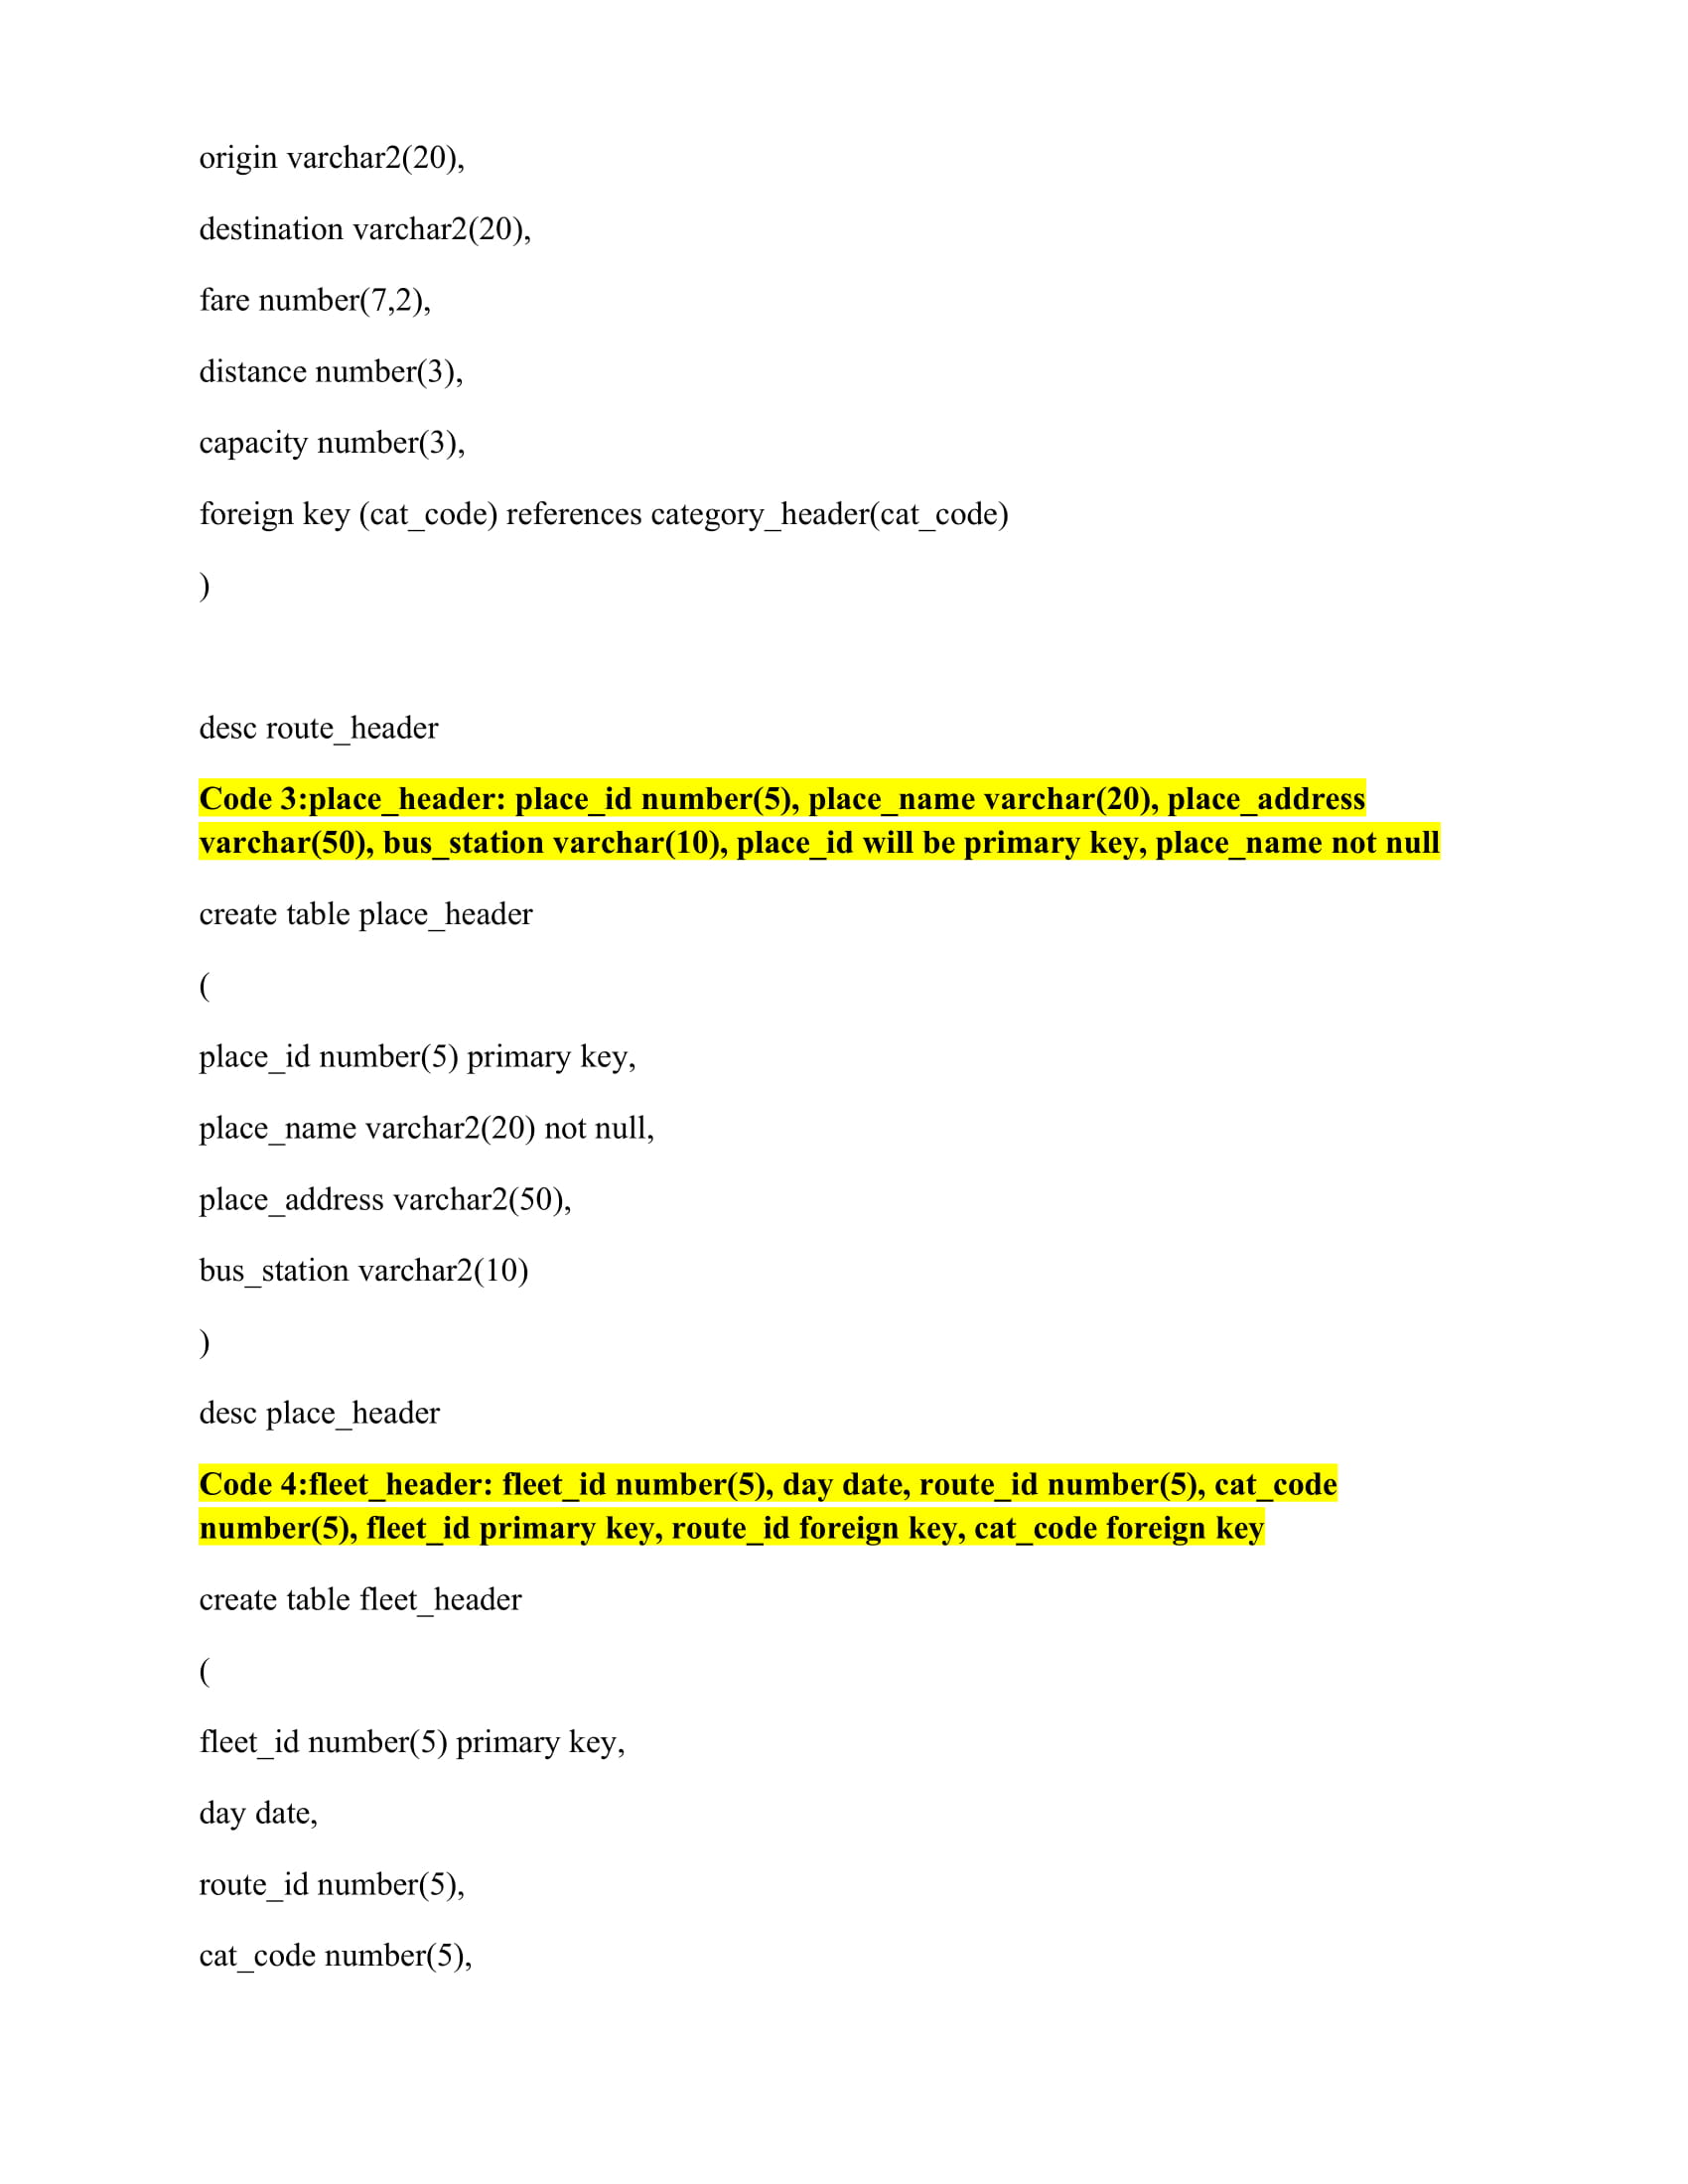 origin varchar2(20),
destination varchar2(20),
fare number(7,2),
distance number(3),
capacity number(3),
foreign key (cat_code) references category_header(cat_code)
)
desc route_header
Code 3:place_header: place_id number(5), place_name varchar(20), place_address
varchar(50), bus_station varchar(10), place_id will be primary key, place_name not null
create table place_header
(
place_id number(5) primary key,
place_name varchar2(20) not null,
place_address varchar2(50),
bus_station varchar2(10)
)
desc place_header
Code 4:fleet_header: fleet_id number(5), day date, route_id number(5), cat_code
number(5), fleet_id primary key, route_id foreign key, cat_code foreign key
create table fleet_header
(
fleet_id number(5) primary key,
day date,
route_id number(5),
cat_code number(5),